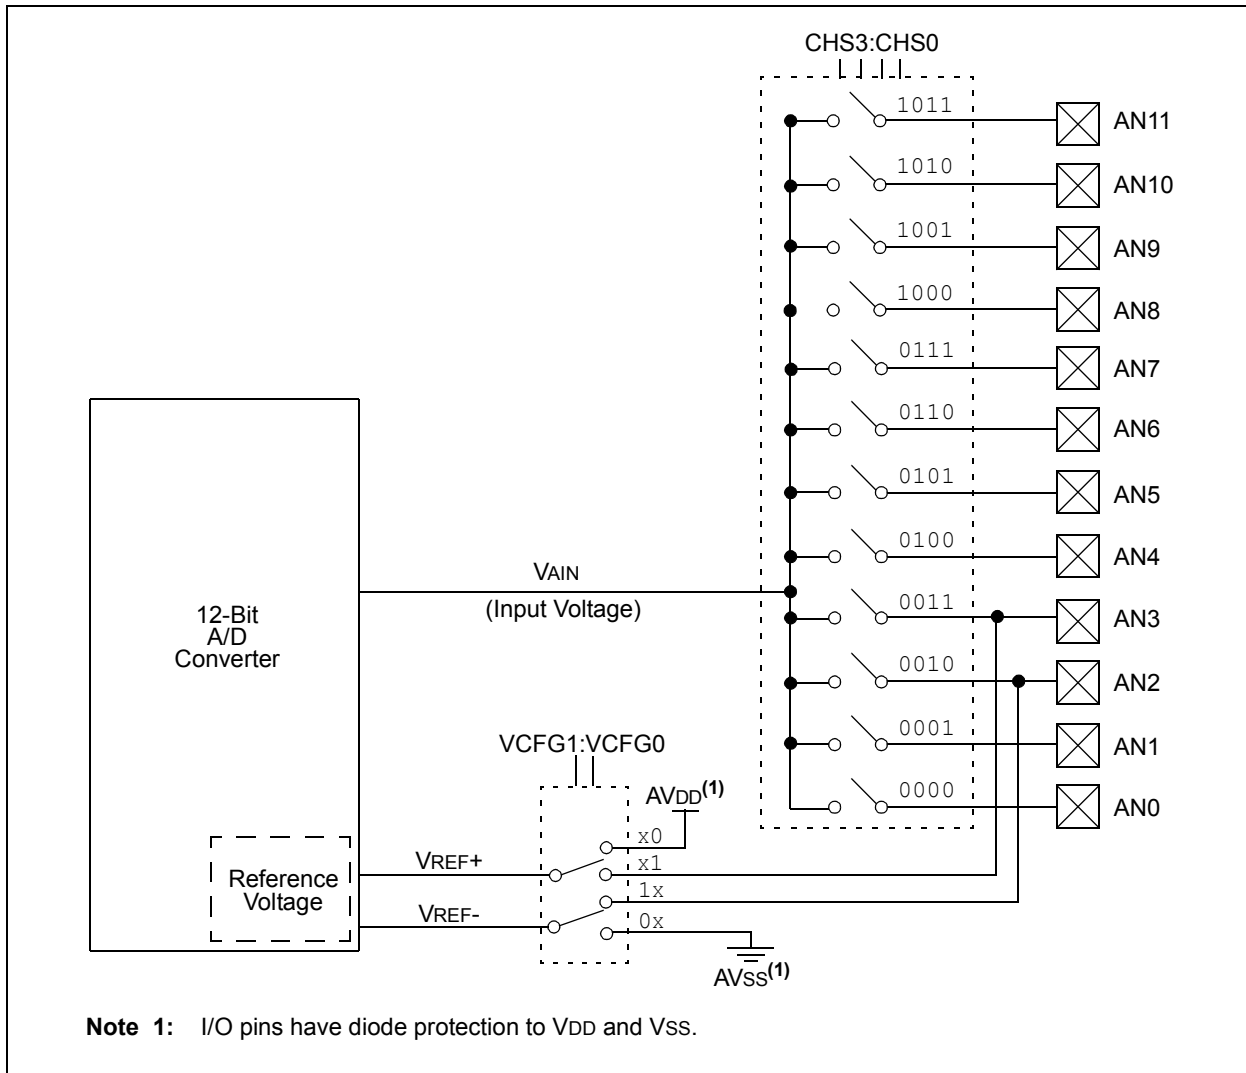 CHS3:CHS0
1011 AN11
1010 AN10
1001 AN9
1000 AN8
0111 AN7
0110 AN6
0101 AN5
0100 AN4
VAIN
(Input Voltage)
12-Bit
A/D
Converter
0011 AN3
0010 AN2
0001 AN1
0000 AN0
VCFG1:VCFG0
AVDD(1)
x0
VREF+
x1
Reference
Voltage
1x
VREF-
0x
AVSS(1)
Note 1: I/O pins have diode protection to VDD and VSS.